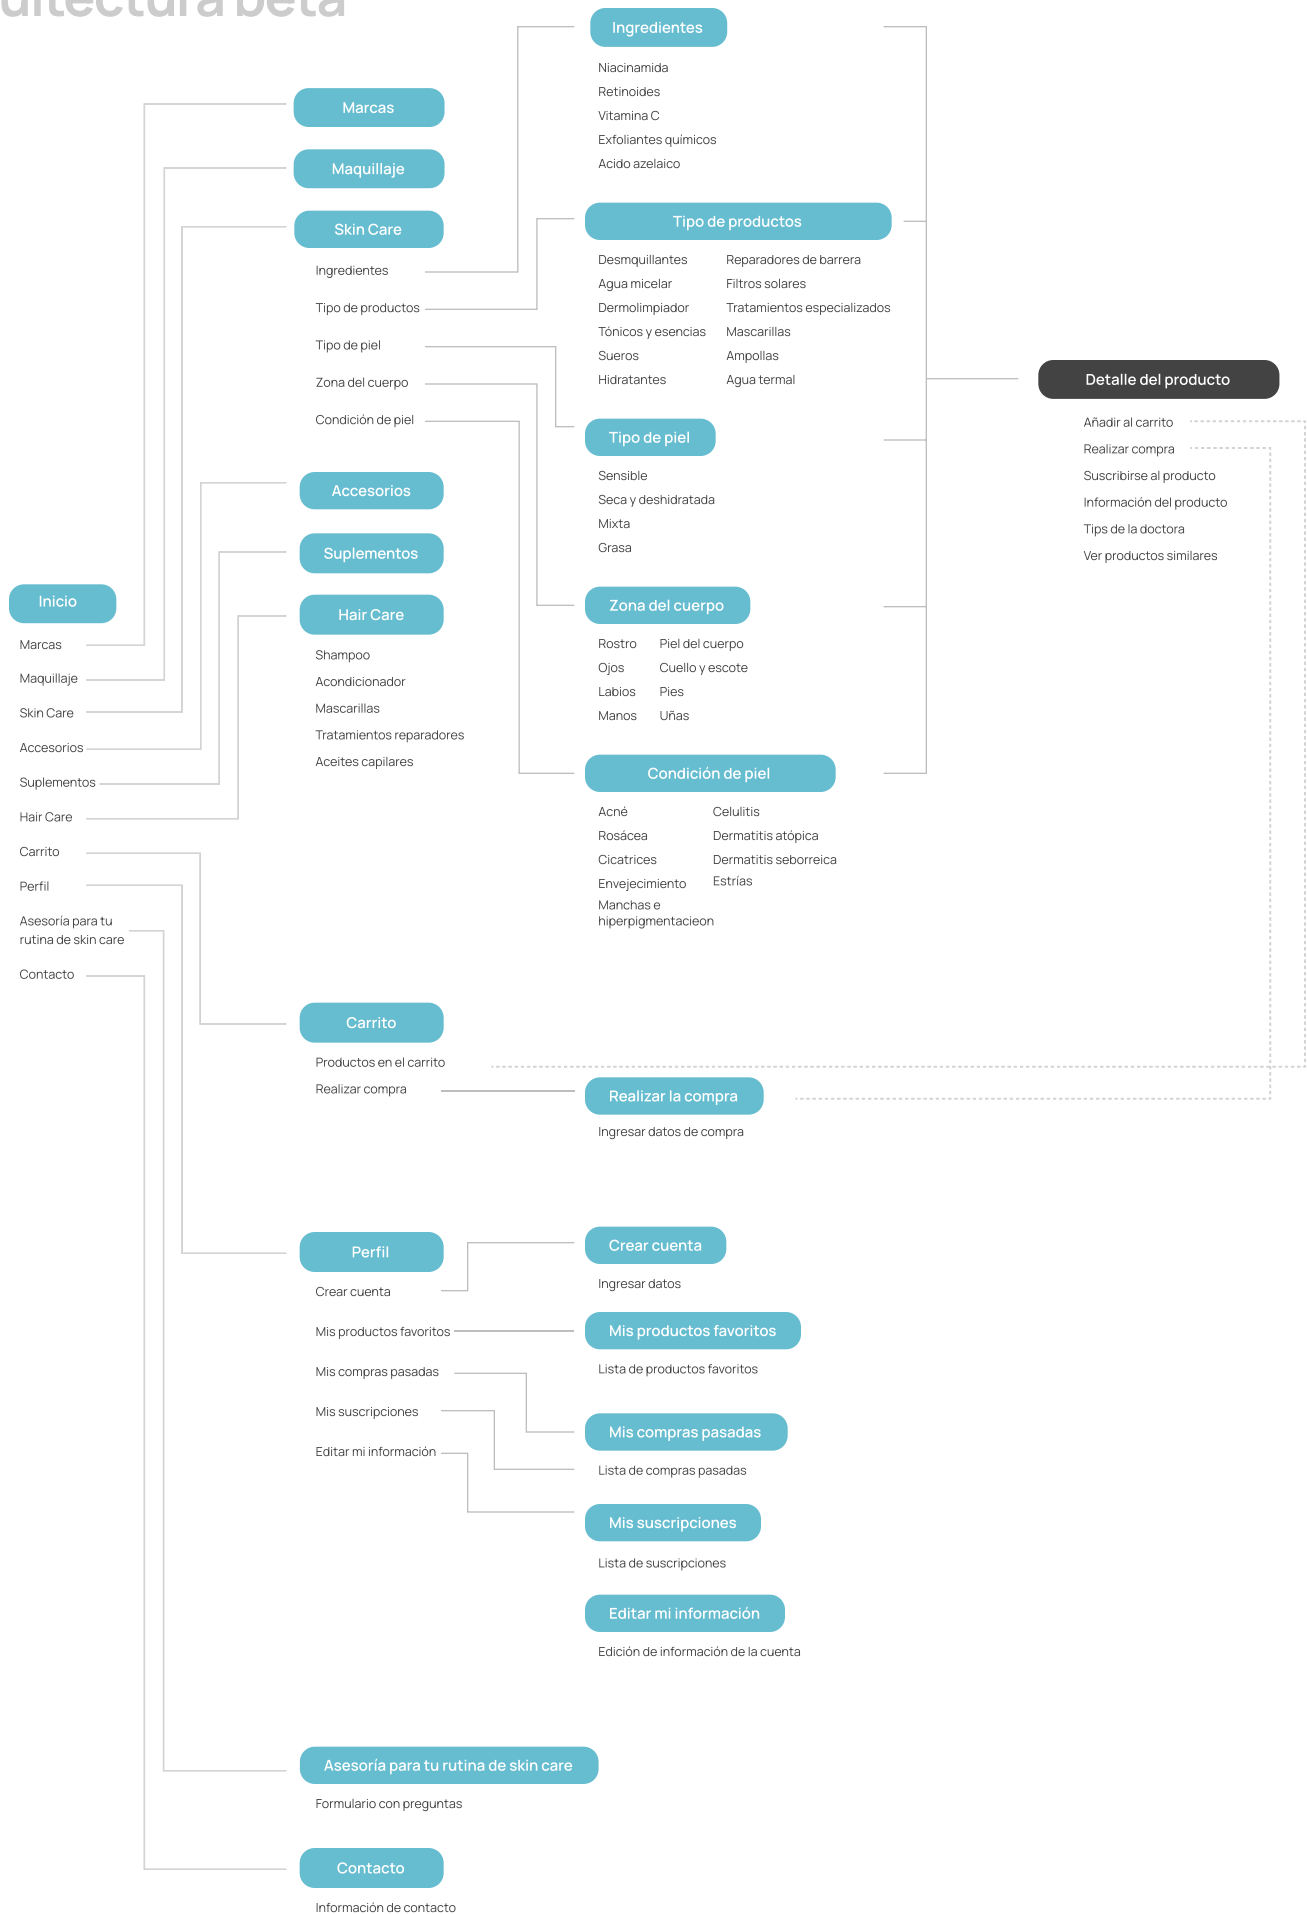 uitectura beta
Inicio
Marcas
Maquillaje
Skin Care
Accesorios
Suplementos
Hair Care
Carrito
Perfil
Asesoría para tu
rutina de skin care
Contacto
Marcas
Maquillaje
Skin Care
Ingredientes
Tipo de productos
Tipo de piel
Zona del cuerpo
Condición de piel
Accesorios
Suplementos
Hair Care
Shampoo
Acondicionador
Mascarillas
Tratamientos reparadores
Aceites capilares
Ingredientes
Niacinamida
Retinoides
Vitamina C
Exfoliantes químicos
Acido azelaico
Tipo de productos
Desmquillantes
Agua micelar
Dermolimpiador
Tónicos y esencias
Sueros
Hidratantes
Reparadores de barrera
Filtros solares
Tratamientos especializados
Mascarillas
Ampollas
Agua termal
Tipo de piel
Sensible
Seca y deshidratada
Mixta
Grasa
Zona del cuerpo
Rostro
Ojos
Labios
Manos
Piel del cuerpo
Cuello y escote
Pies
Uñas
Condición de piel
Acné
Rosácea
Cicatrices
Envejecimiento
Manchas e
hiperpigmentacieon
Celulitis
Dermatitis atópica
Dermatitis seborreica
Estrías
Detalle del producto
Añadir al carrito
Realizar compra
Suscribirse al producto
Información del producto
Tips de la doctora
Ver productos similares
Carrito
Productos en el carrito
Realizar compra
Realizar la compra
Ingresar datos de compra
Perfil
Crear cuenta
Mis productos favoritos
Mis compras pasadas
Mis suscripciones
Editar mi información
Crear cuenta
Ingresar datos
Mis productos favoritos
Lista de productos favoritos
Mis compras pasadas
Lista de compras pasadas
Mis suscripciones
Lista de suscripciones
Editar mi información
Edición de información de la cuenta
Asesoría para tu rutina de skin care
Formulario con preguntas
Contacto
Información de contacto